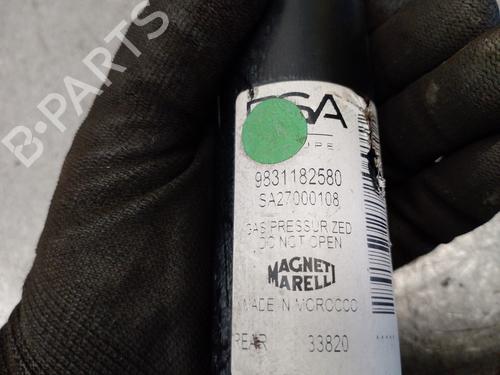 PSA
9831182580
SA27000108
GAS PRESSURIZED
DO NOT OPEN
MAGNETI
MARELLI
MADE IN MOROCCO
REAR 33820
B-PARTS